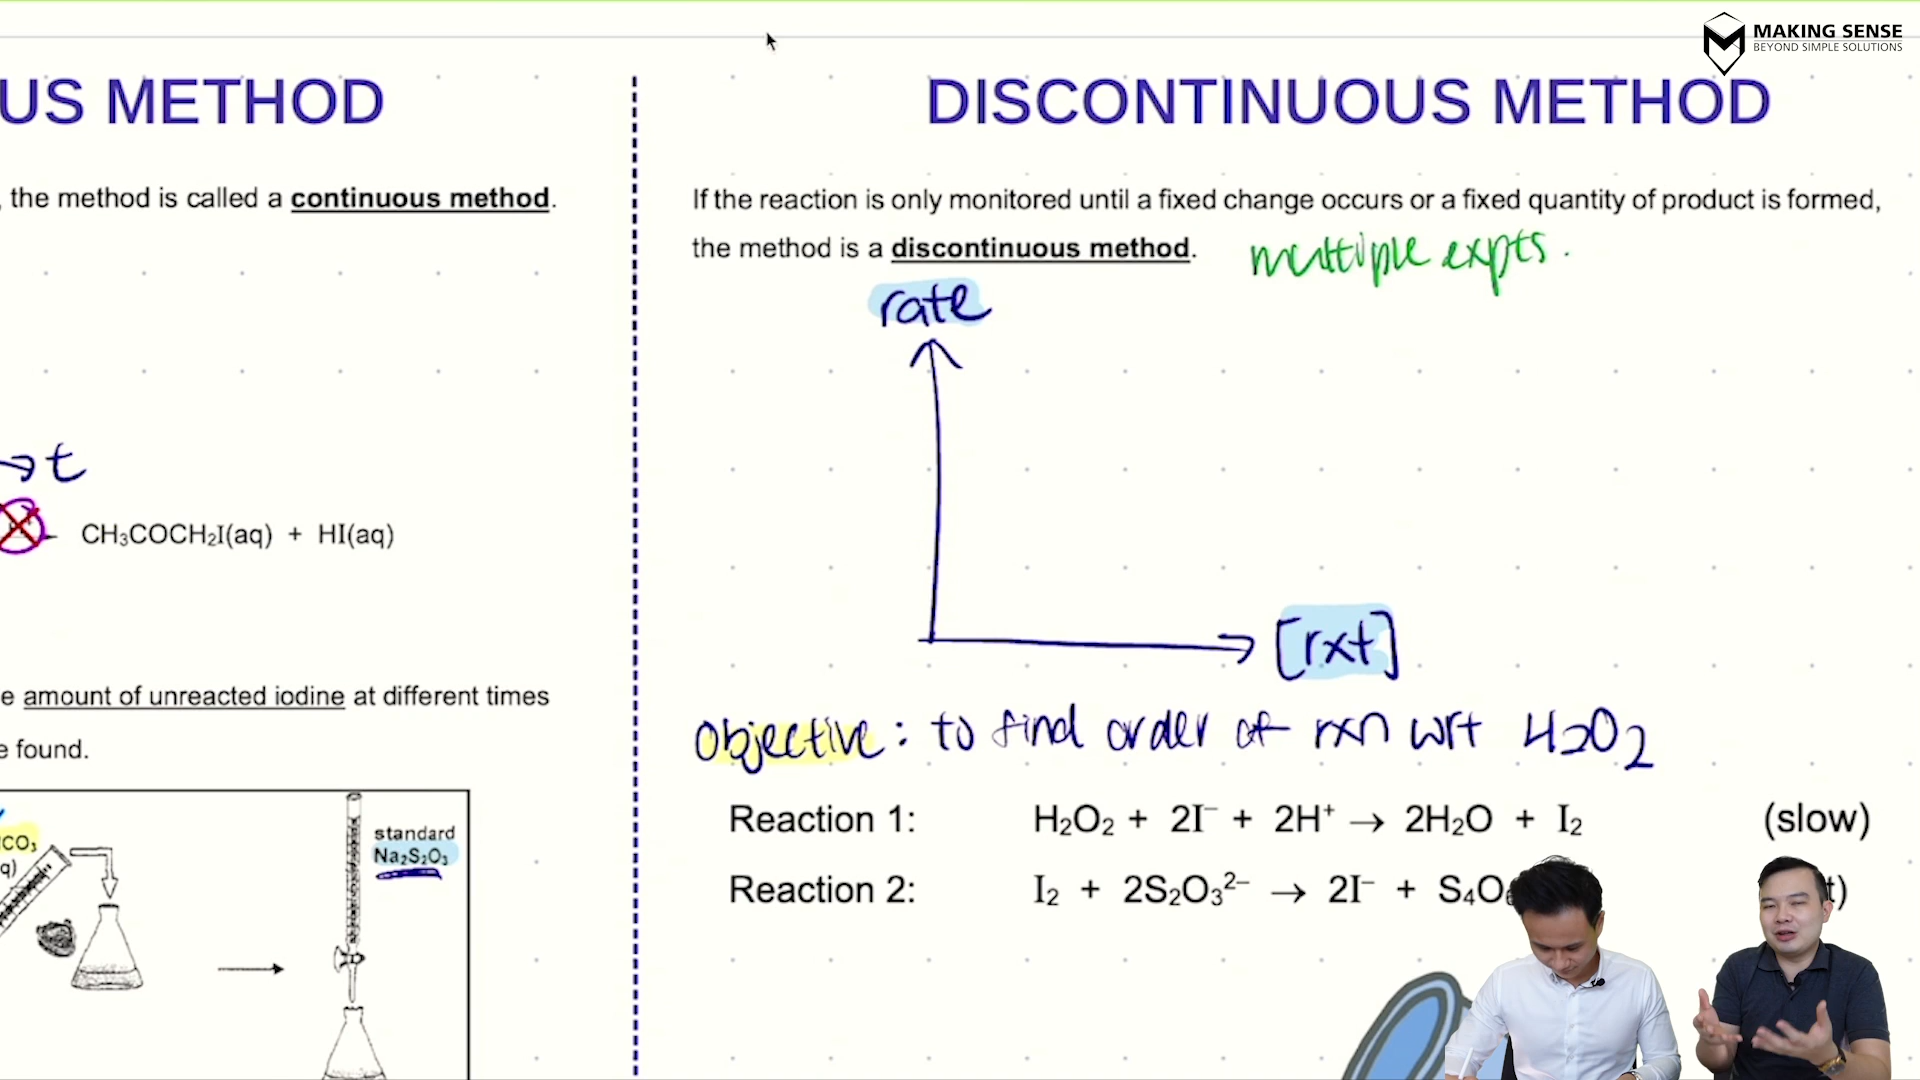 MAKING SENSE
BEYOND SIMPLE SOLUTIONS
US METHOD
, the method is called a continuous method.
t
CH₃COCH₂I(aq) + HI(aq)
e amount of unreacted iodine at different times
e found.
CO₃
q)
standard
Na₂S₂O₃
DISCONTINUOUS METHOD
If the reaction is only monitored until a fixed change occurs or a fixed quantity of product is formed,
the method is a discontinuous method. multiple expts.
rate
[rxt]
Objective: to find order of rxn wrt H2O2
Reaction 1: H₂O₂ + 2I⁻ + 2H⁺ → 2H₂O + I₂ (slow)
Reaction 2: I₂ + 2S₂O₃²⁻ → 2I⁻ + S₄O t)